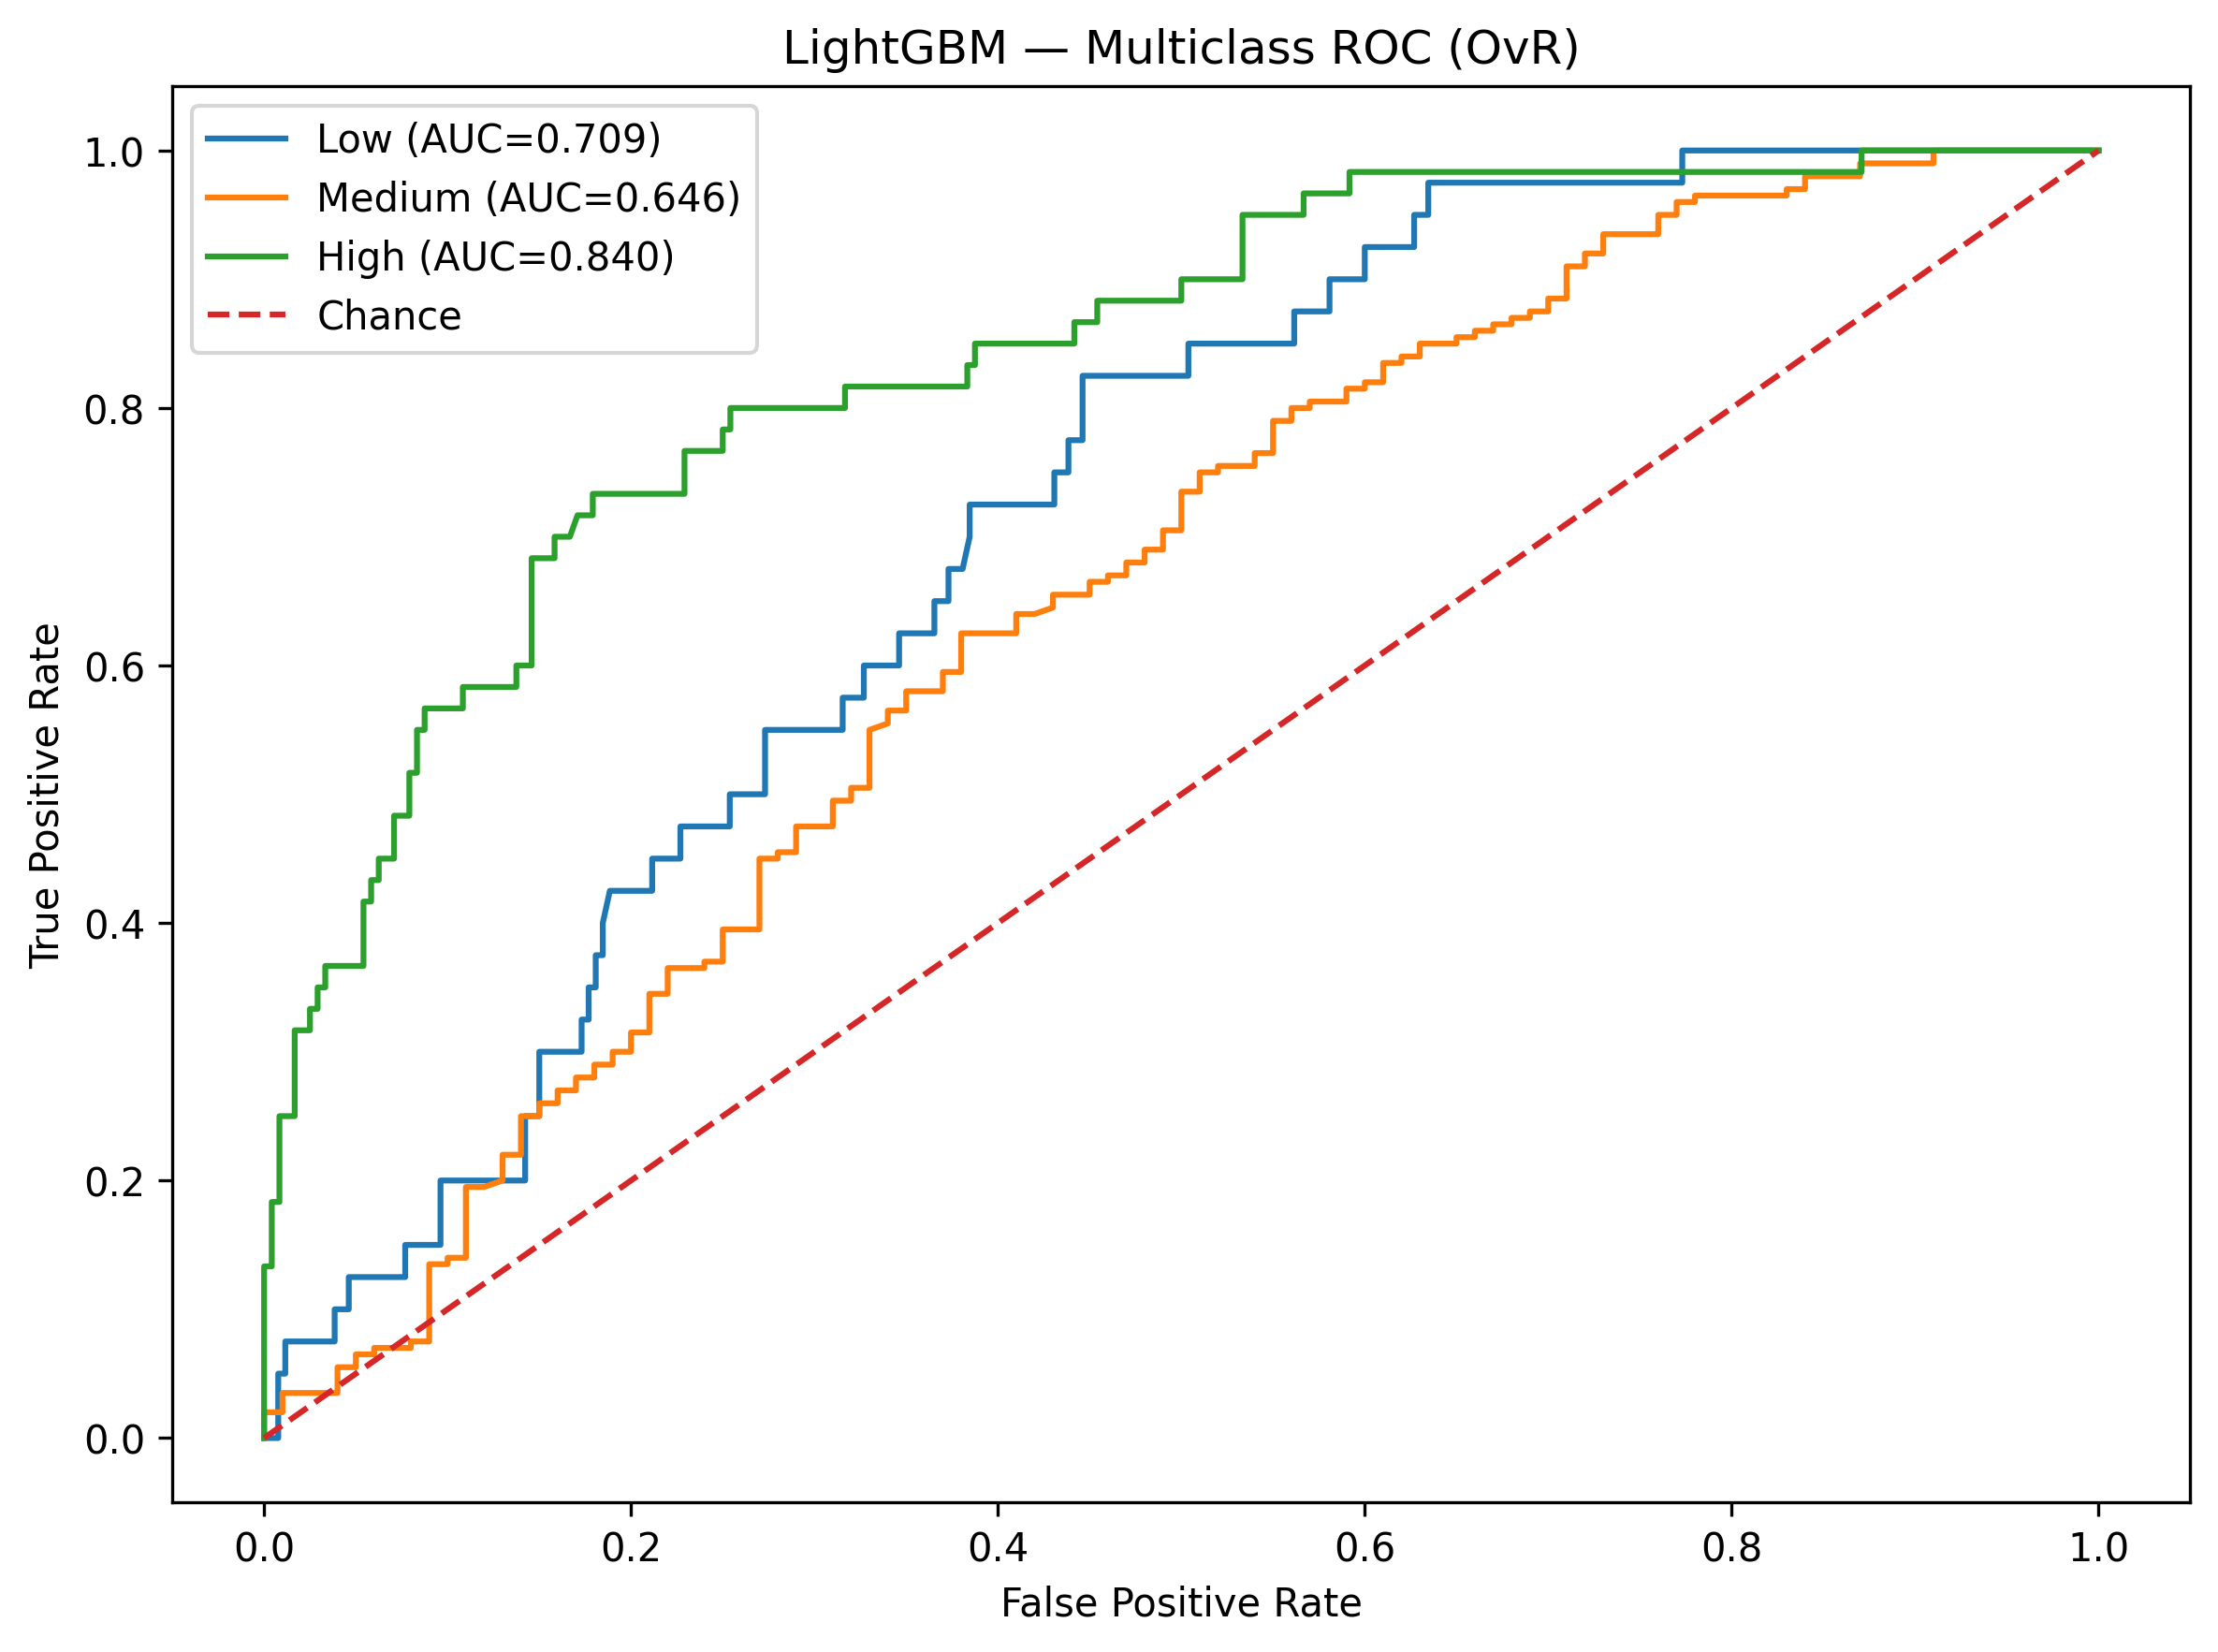 LightGBM — Multiclass ROC (OvR)
Low (AUC=0.709)
Medium (AUC=0.646)
High (AUC=0.840)
Chance
True Positive Rate
1.0
0.8
0.6
0.4
0.2
0.0
0.0 0.2 0.4 0.6 0.8 1.0
False Positive Rate